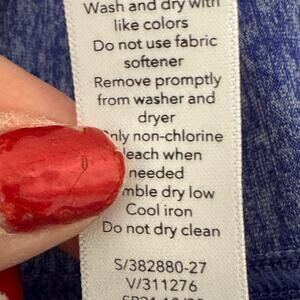 Wash and dry with
like colors
Do not use fabric
softener
Remove promptly
from washer and
dryer
non-chlorine
when
needed
dry low
Cool iron
Do not dry clean
S/382880-27
V/311276